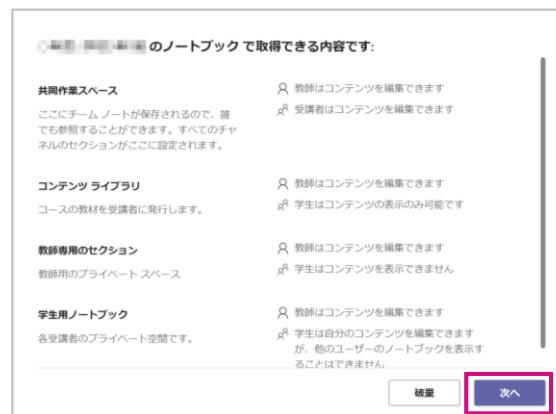 のノートブック で取得できる内容です:
共同作業スペース
ここにチーム ノートが保存されるので、誰
でも参照することができます。すべてのチャ
ネルのセクションがここに設定されます。
教師はコンテンツを編集できます
受講者はコンテンツを編集できます
コンテンツ ライブラリ
コースの教材を受講者に発行します。
教師はコンテンツを編集できます
学生はコンテンツの表示のみ可能です
教師専用のセクション
教師用のプライベート スペース
教師はコンテンツを編集できます
学生はコンテンツを表示できません
学生用ノートブック
各受講者のプライベート空間です。
教師はコンテンツを編集できます
学生は自分のコンテンツを編集できます
が、他のユーザーのノートブックを表示す
ることはできません
破棄
次へ